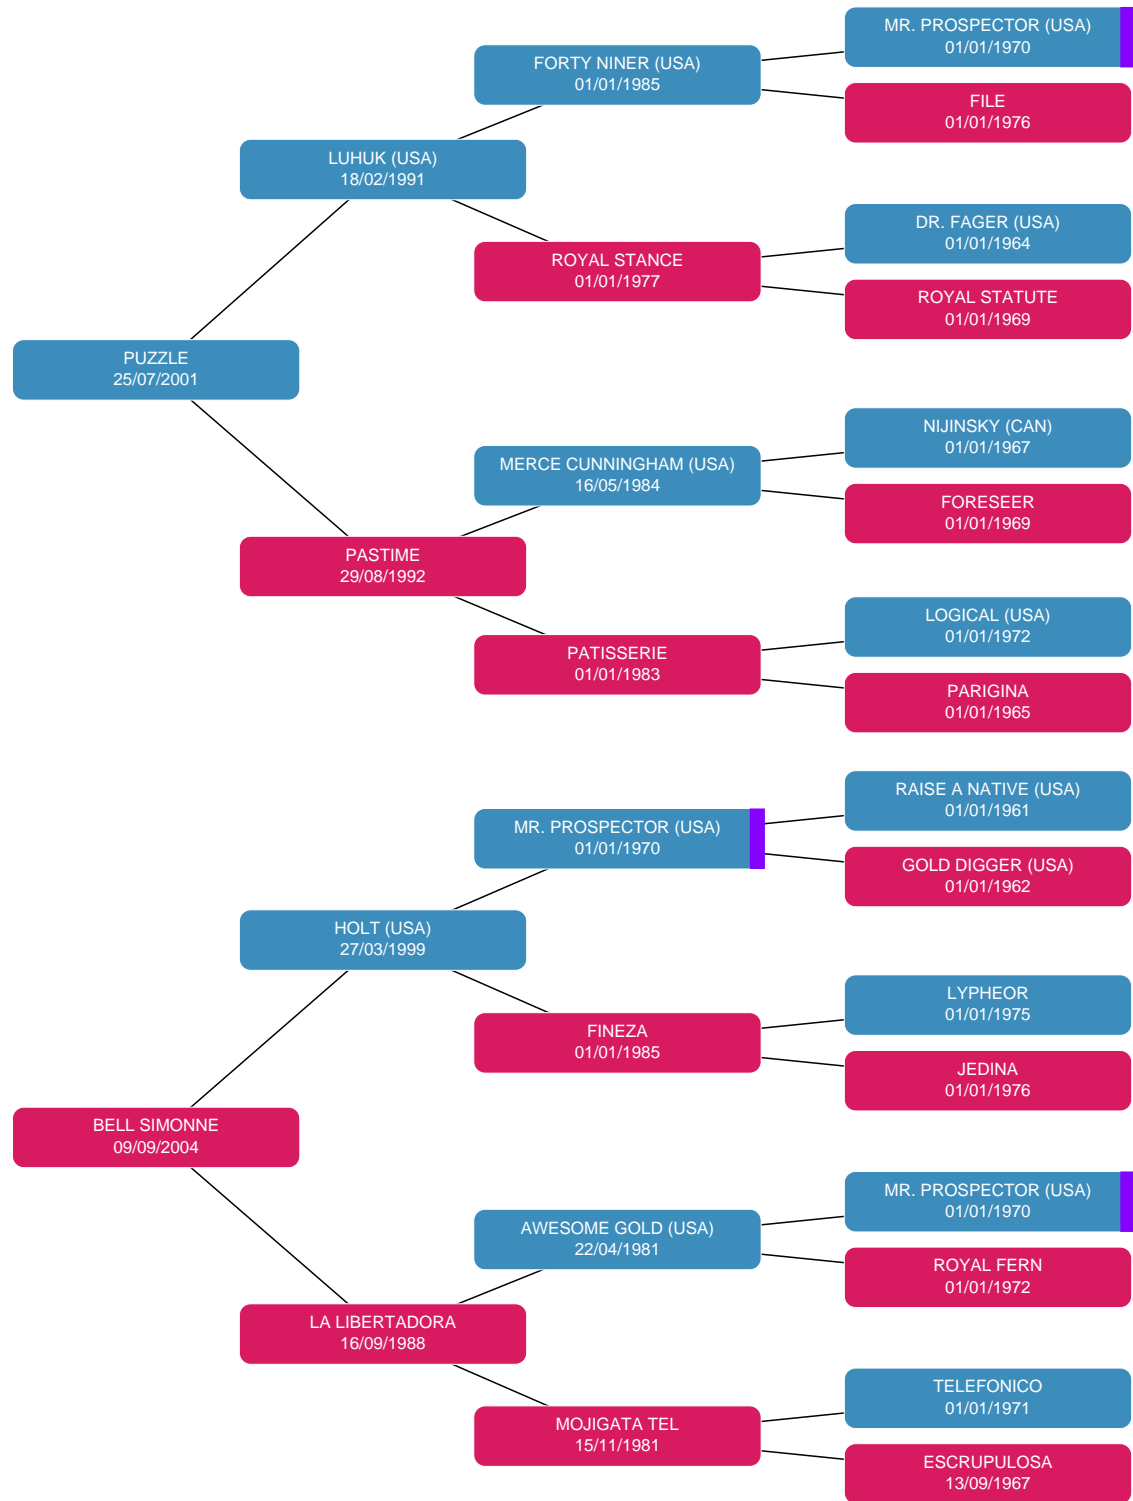 MR. PROSPECTOR (USA)
01/01/1970
FORTY NINER (USA)
01/01/1985
FILE
01/01/1976
LUHUK (USA)
18/02/1991
DR. FAGER (USA)
01/01/1964
ROYAL STANCE
01/01/1977
ROYAL STATUTE
01/01/1969
PUZZLE
25/07/2001
NIJINSKY (CAN)
01/01/1967
MERCE CUNNINGHAM (USA)
16/05/1984
FORESEER
01/01/1969
PASTIME
29/08/1992
LOGICAL (USA)
01/01/1972
PATISSERIE
01/01/1983
PARIGINA
01/01/1965
RAISE A NATIVE (USA)
01/01/1961
MR. PROSPECTOR (USA)
01/01/1970
GOLD DIGGER (USA)
01/01/1962
HOLT (USA)
27/03/1999
LYPHEOR
01/01/1975
FINEZA
01/01/1985
JEDINA
01/01/1976
BELL SIMONNE
09/09/2004
MR. PROSPECTOR (USA)
01/01/1970
AWESOME GOLD (USA)
22/04/1981
ROYAL FERN
01/01/1972
LA LIBERTADORA
16/09/1988
TELEFONICO
01/01/1971
MOJIGATA TEL
15/11/1981
ESCRUPULOSA
13/09/1967